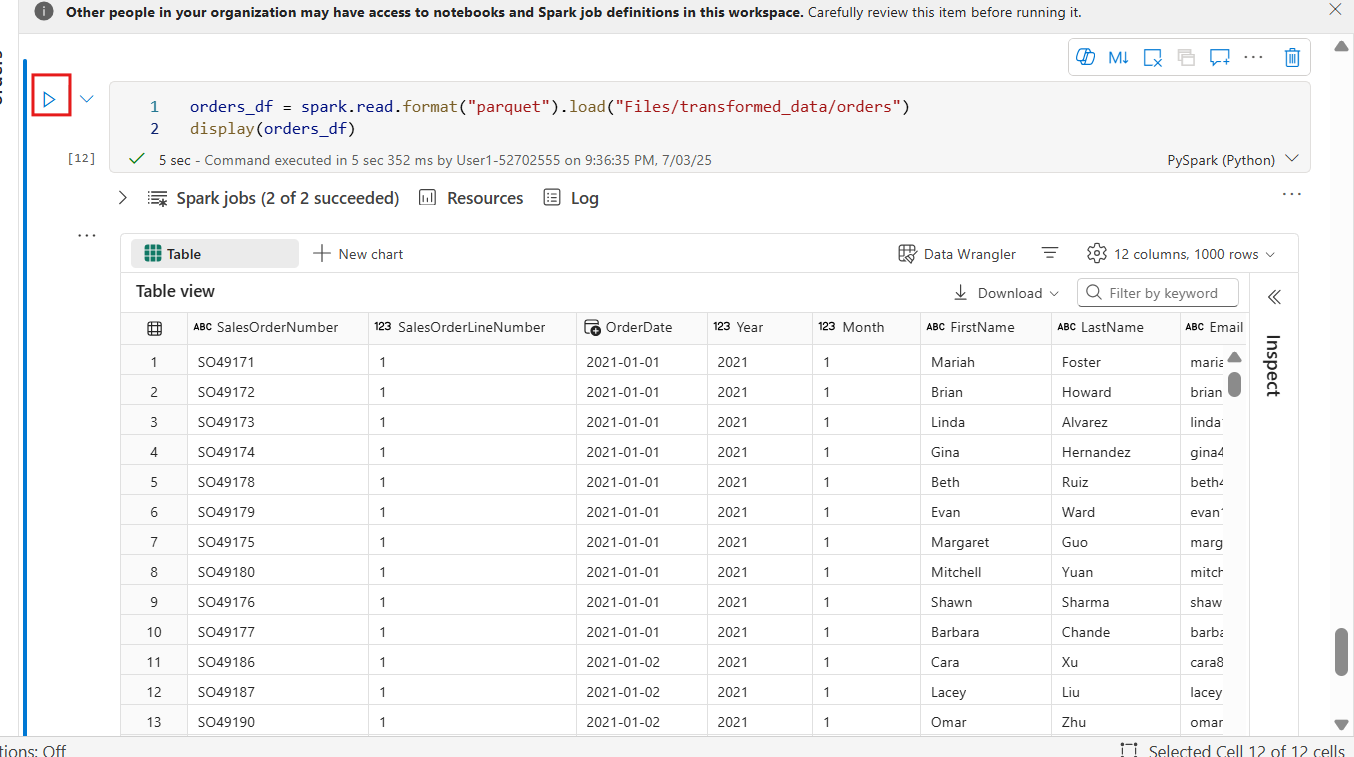 Other people in your organization may have access to notebooks and Spark job definitions in this workspace. Carefully review this item before running it.
M↓
1 orders_df = spark.read.format("parquet").load("Files/transformed_data/orders")
2 display(orders_df)
[12] 5 sec - Command executed in 5 sec 352 ms by User1-52702555 on 9:36:35 PM, 7/03/25 PySpark (Python)
Spark jobs (2 of 2 succeeded) Resources Log
Table New chart Data Wrangler 12 columns, 1000 rows
Table view Download Filter by keyword
ABC SalesOrderNumber 123 SalesOrderLineNumber OrderDate 123 Year 123 Month ABC FirstName ABC LastName ABC Email
Inspect
1 SO49171 1 2021-01-01 2021 1 Mariah Foster maria
2 SO49172 1 2021-01-01 2021 1 Brian Howard brian
3 SO49173 1 2021-01-01 2021 1 Linda Alvarez linda
4 SO49174 1 2021-01-01 2021 1 Gina Hernandez gina4
5 SO49178 1 2021-01-01 2021 1 Beth Ruiz beth4
6 SO49179 1 2021-01-01 2021 1 Evan Ward evan1
7 SO49175 1 2021-01-01 2021 1 Margaret Guo marg
8 SO49180 1 2021-01-01 2021 1 Mitchell Yuan mitch
9 SO49176 1 2021-01-01 2021 1 Shawn Sharma shaw
10 SO49177 1 2021-01-01 2021 1 Barbara Chande barba
11 SO49186 1 2021-01-02 2021 1 Cara Xu cara8
12 SO49187 1 2021-01-02 2021 1 Lacey Liu lacey
13 SO49190 1 2021-01-02 2021 1 Omar Zhu omar
tions: Off Selected Cell 12 of 12 cells